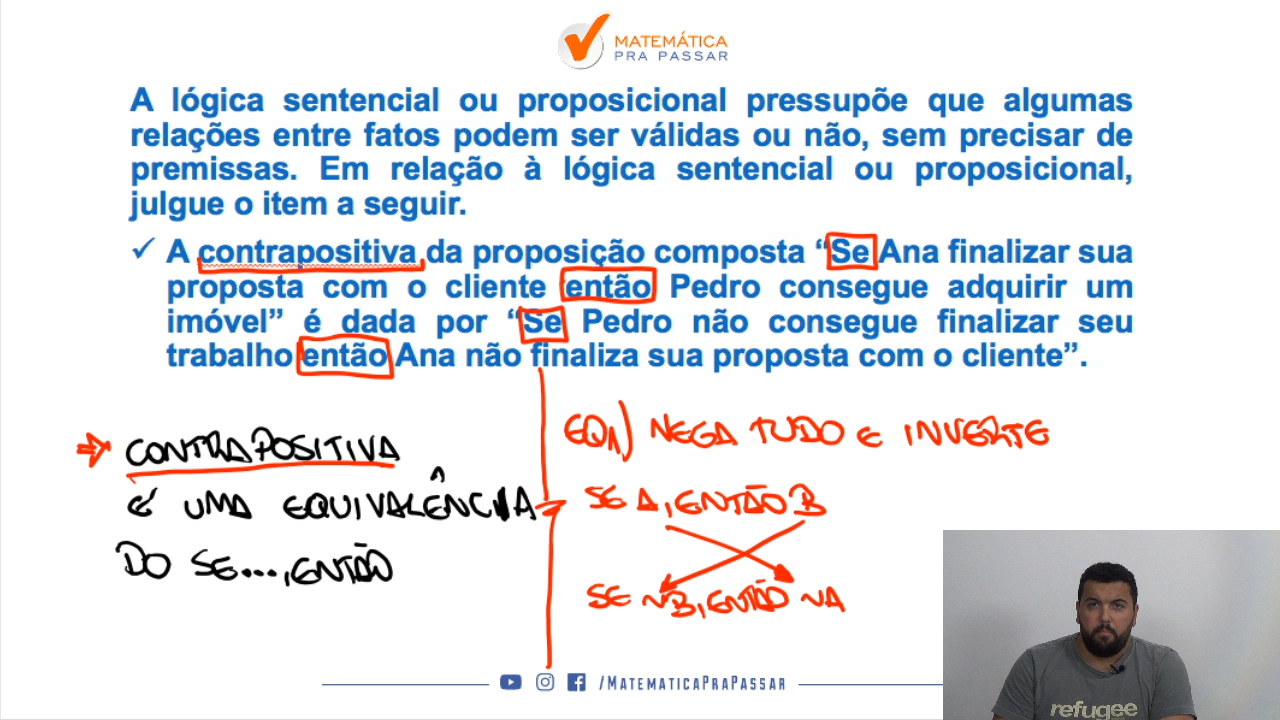 MATEMÁTICA
PRA PASSAR
A lógica sentencial ou proposicional pressupõe que algumas
relações entre fatos podem ser válidas ou não, sem precisar de
premissas. Em relação à lógica sentencial ou proposicional,
julgue o item a seguir.
✓ A contrapositiva da proposição composta “Se Ana finalizar sua
proposta com o cliente então Pedro consegue adquirir um
imóvel” é dada por “Se Pedro não consegue finalizar seu
trabalho então Ana não finaliza sua proposta com o cliente”.
⇒ CONTRAPOSITIVA
É UMA EQUIVALÊNCIA
DO SE...,ENTÃO
EQ1) NEGA TUDO E INVERTE
SE A, ENTÃO B
SE ~B, ENTÃO ~A
/MATEMATICAPRAPASSAR
refugee